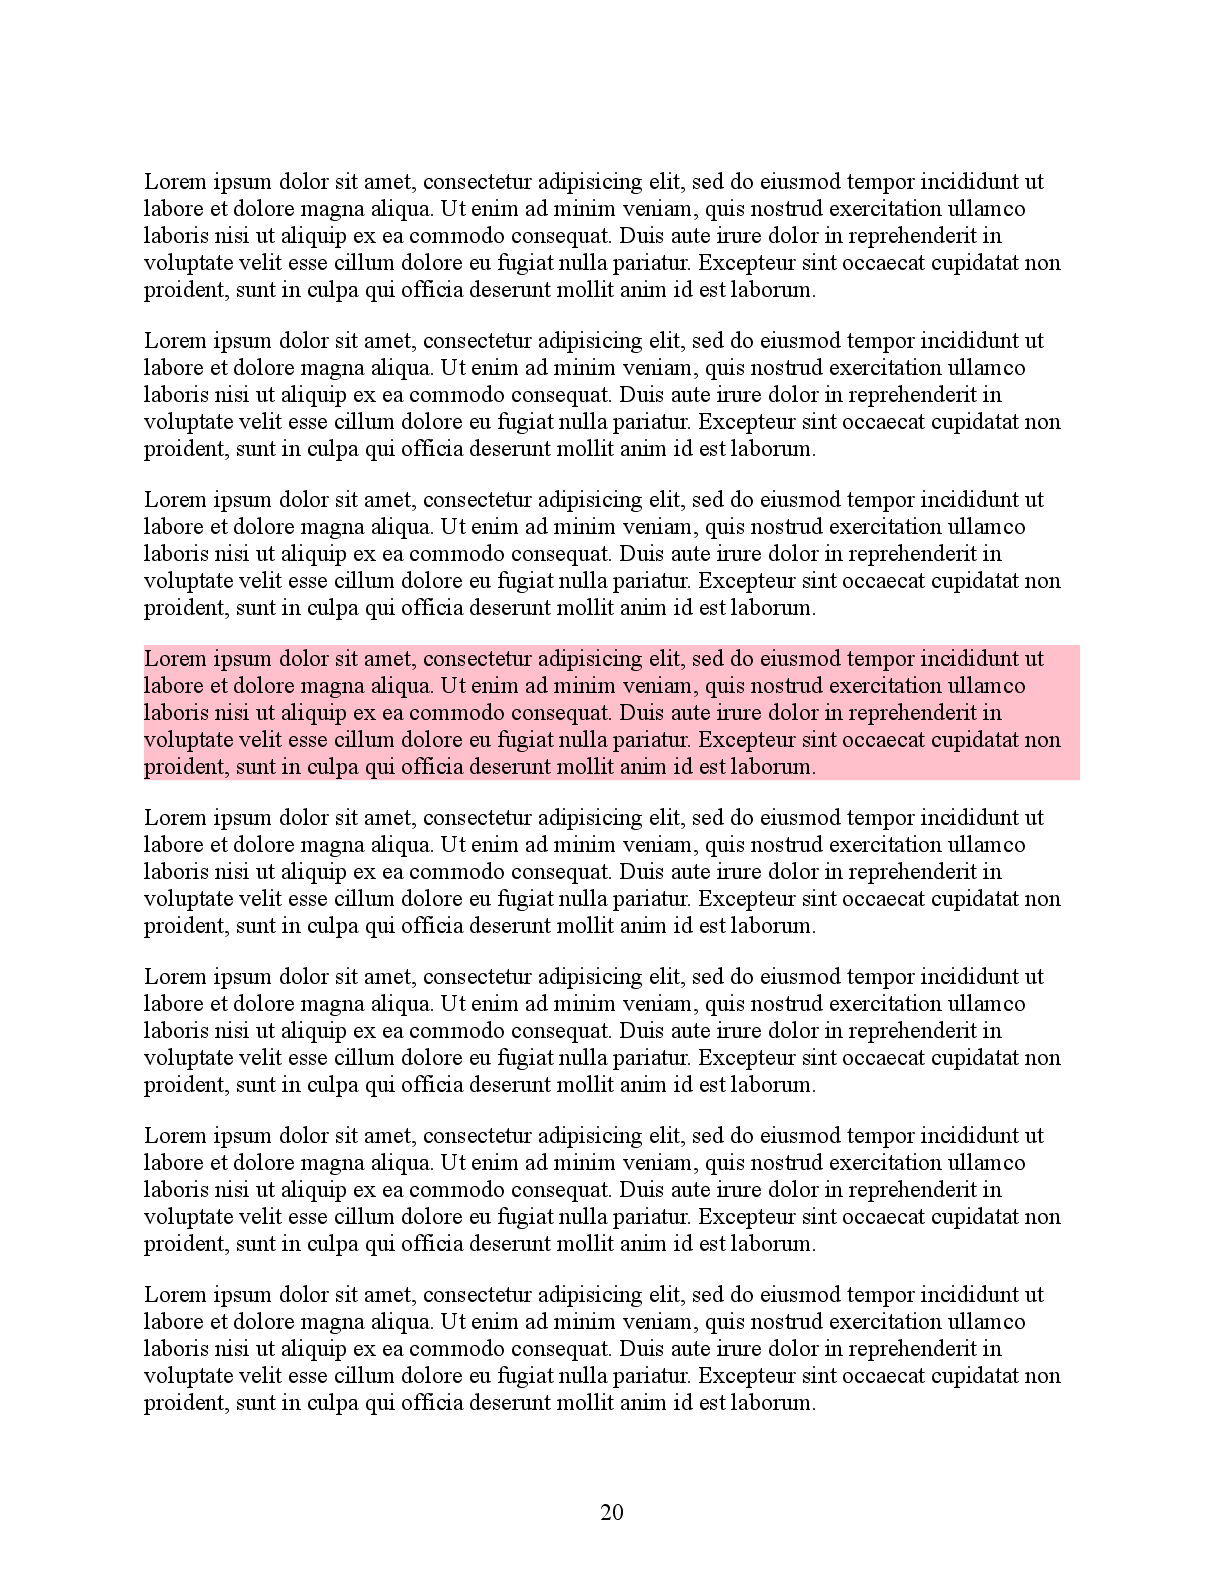 Lorem ipsum dolor sit amet, consectetur adipisicing elit, sed do eiusmod tempor incididunt ut
labore et dolore magna aliqua. Ut enim ad minim veniam, quis nostrud exercitation ullamco
laboris nisi ut aliquip ex ea commodo consequat. Duis aute irure dolor in reprehenderit in
voluptate velit esse cillum dolore eu fugiat nulla pariatur. Excepteur sint occaecat cupidatat non
proident, sunt in culpa qui officia deserunt mollit anim id est laborum.
Lorem ipsum dolor sit amet, consectetur adipisicing elit, sed do eiusmod tempor incididunt ut
labore et dolore magna aliqua. Ut enim ad minim veniam, quis nostrud exercitation ullamco
laboris nisi ut aliquip ex ea commodo consequat. Duis aute irure dolor in reprehenderit in
voluptate velit esse cillum dolore eu fugiat nulla pariatur. Excepteur sint occaecat cupidatat non
proident, sunt in culpa qui officia deserunt mollit anim id est laborum.
Lorem ipsum dolor sit amet, consectetur adipisicing elit, sed do eiusmod tempor incididunt ut
labore et dolore magna aliqua. Ut enim ad minim veniam, quis nostrud exercitation ullamco
laboris nisi ut aliquip ex ea commodo consequat. Duis aute irure dolor in reprehenderit in
voluptate velit esse cillum dolore eu fugiat nulla pariatur. Excepteur sint occaecat cupidatat non
proident, sunt in culpa qui officia deserunt mollit anim id est laborum.
Lorem ipsum dolor sit amet, consectetur adipisicing elit, sed do eiusmod tempor incididunt ut
labore et dolore magna aliqua. Ut enim ad minim veniam, quis nostrud exercitation ullamco
laboris nisi ut aliquip ex ea commodo consequat. Duis aute irure dolor in reprehenderit in
voluptate velit esse cillum dolore eu fugiat nulla pariatur. Excepteur sint occaecat cupidatat non
proident, sunt in culpa qui officia deserunt mollit anim id est laborum.
Lorem ipsum dolor sit amet, consectetur adipisicing elit, sed do eiusmod tempor incididunt ut
labore et dolore magna aliqua. Ut enim ad minim veniam, quis nostrud exercitation ullamco
laboris nisi ut aliquip ex ea commodo consequat. Duis aute irure dolor in reprehenderit in
voluptate velit esse cillum dolore eu fugiat nulla pariatur. Excepteur sint occaecat cupidatat non
proident, sunt in culpa qui officia deserunt mollit anim id est laborum.
Lorem ipsum dolor sit amet, consectetur adipisicing elit, sed do eiusmod tempor incididunt ut
labore et dolore magna aliqua. Ut enim ad minim veniam, quis nostrud exercitation ullamco
laboris nisi ut aliquip ex ea commodo consequat. Duis aute irure dolor in reprehenderit in
voluptate velit esse cillum dolore eu fugiat nulla pariatur. Excepteur sint occaecat cupidatat non
proident, sunt in culpa qui officia deserunt mollit anim id est laborum.
Lorem ipsum dolor sit amet, consectetur adipisicing elit, sed do eiusmod tempor incididunt ut
labore et dolore magna aliqua. Ut enim ad minim veniam, quis nostrud exercitation ullamco
laboris nisi ut aliquip ex ea commodo consequat. Duis aute irure dolor in reprehenderit in
voluptate velit esse cillum dolore eu fugiat nulla pariatur. Excepteur sint occaecat cupidatat non
proident, sunt in culpa qui officia deserunt mollit anim id est laborum.
Lorem ipsum dolor sit amet, consectetur adipisicing elit, sed do eiusmod tempor incididunt ut
labore et dolore magna aliqua. Ut enim ad minim veniam, quis nostrud exercitation ullamco
laboris nisi ut aliquip ex ea commodo consequat. Duis aute irure dolor in reprehenderit in
voluptate velit esse cillum dolore eu fugiat nulla pariatur. Excepteur sint occaecat cupidatat non
proident, sunt in culpa qui officia deserunt mollit anim id est laborum.
20